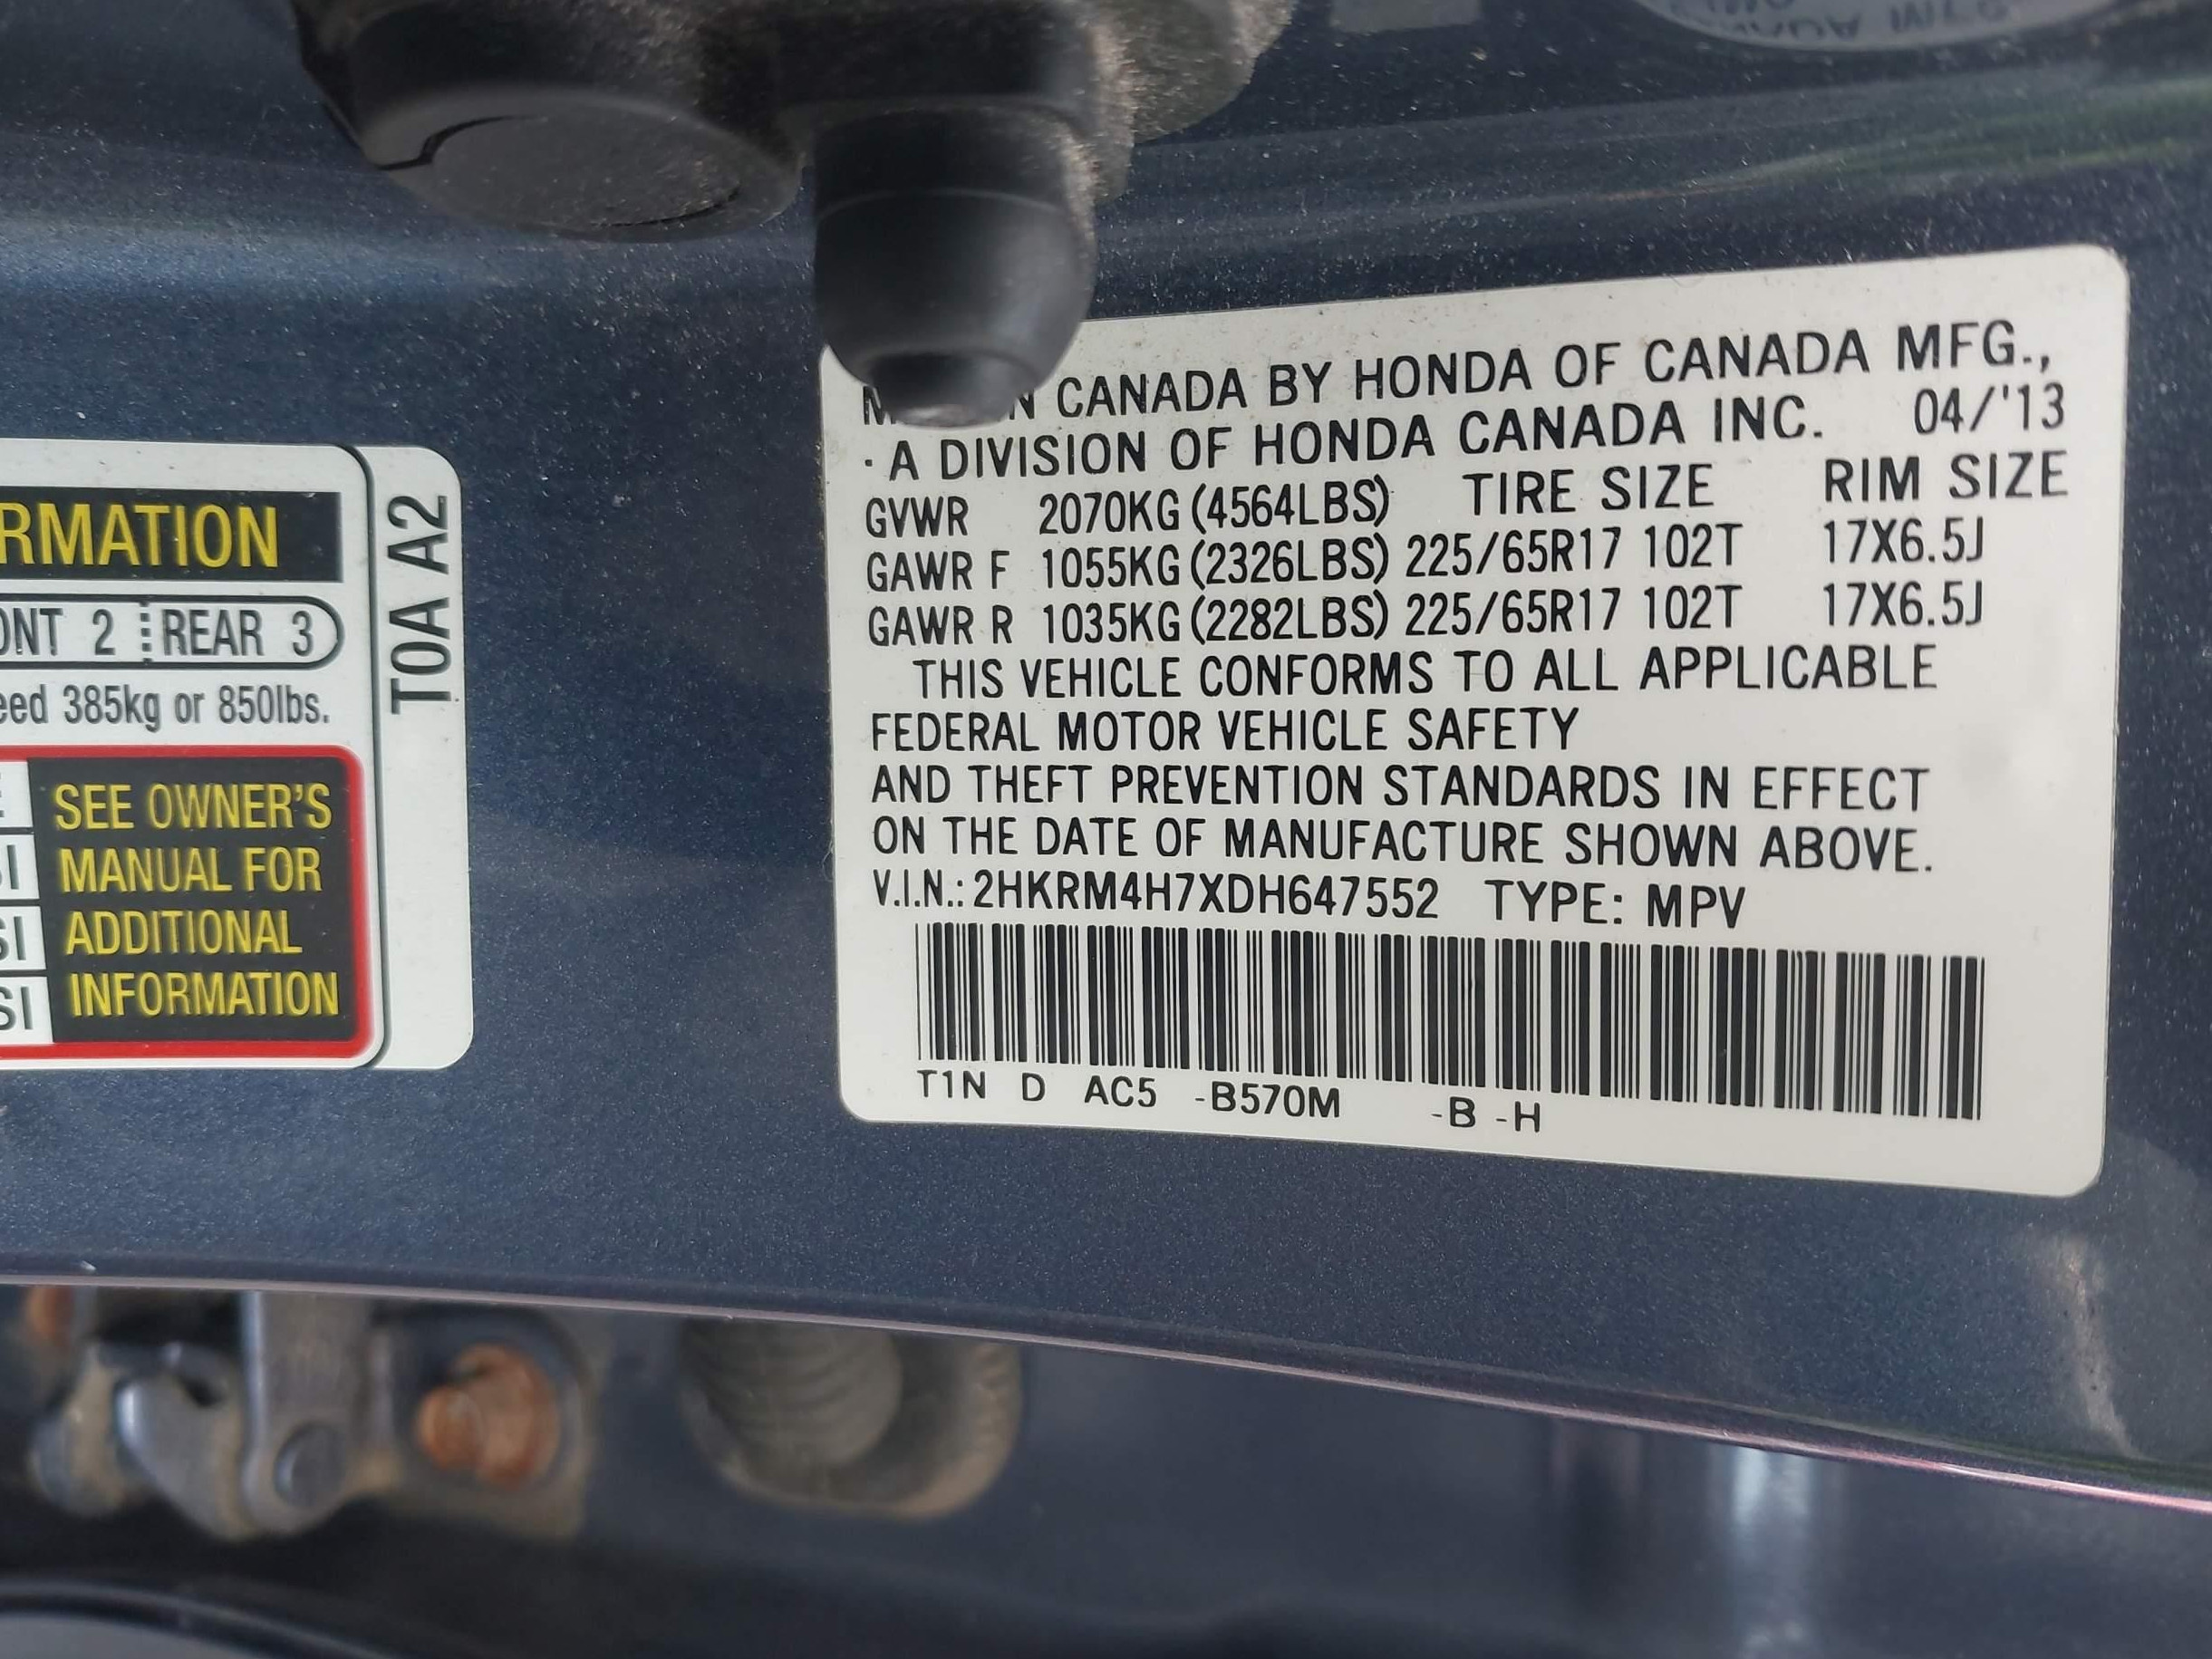 RMATION
ONT 2 REAR 3
eed 385kg or 850lbs.
SEE OWNER'S
MANUAL FOR
ADDITIONAL
INFORMATION
SI
SI
SI
T0A A2
CANADA BY HONDA OF CANADA MFG.,
· A DIVISION OF HONDA CANADA INC. 04/'13
GVWR 2070KG (4564LBS) TIRE SIZE RIM SIZE
GAWR F 1055KG (2326LBS) 225/65R17 102T 17X6.5J
GAWR R 1035KG (2282LBS) 225/65R17 102T 17X6.5J
THIS VEHICLE CONFORMS TO ALL APPLICABLE
FEDERAL MOTOR VEHICLE SAFETY
AND THEFT PREVENTION STANDARDS IN EFFECT
ON THE DATE OF MANUFACTURE SHOWN ABOVE.
V.I.N.: 2HKRM4H7XDH647552 TYPE: MPV
T1N D AC5 -B570M -B -H